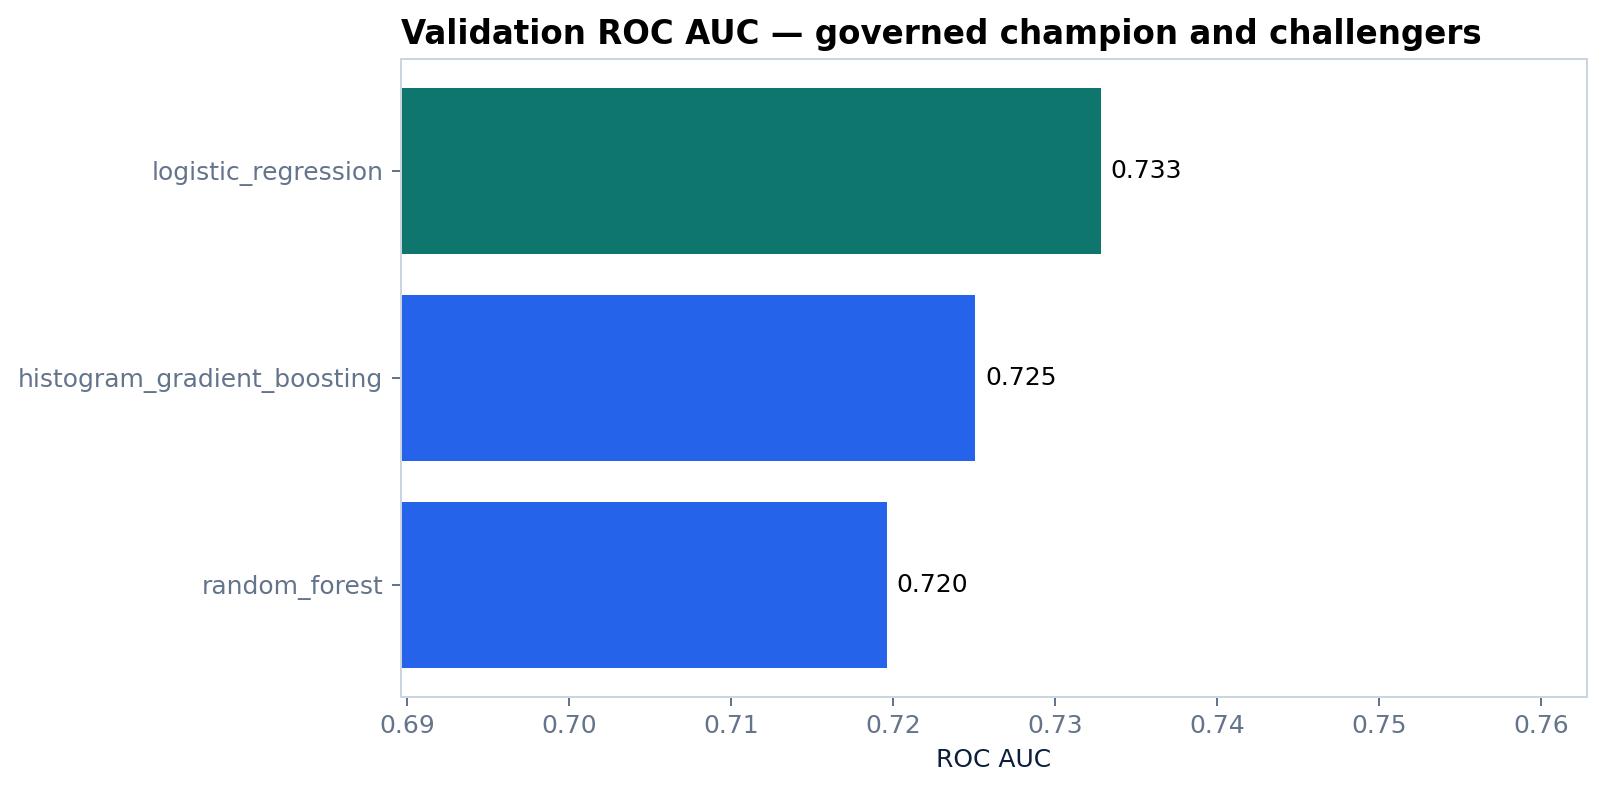 Validation ROC AUC — governed champion and challengers
logistic_regression
0.733
histogram_gradient_boosting
0.725
random_forest
0.720
0.69 0.70 0.71 0.72 0.73 0.74 0.75 0.76
ROC AUC